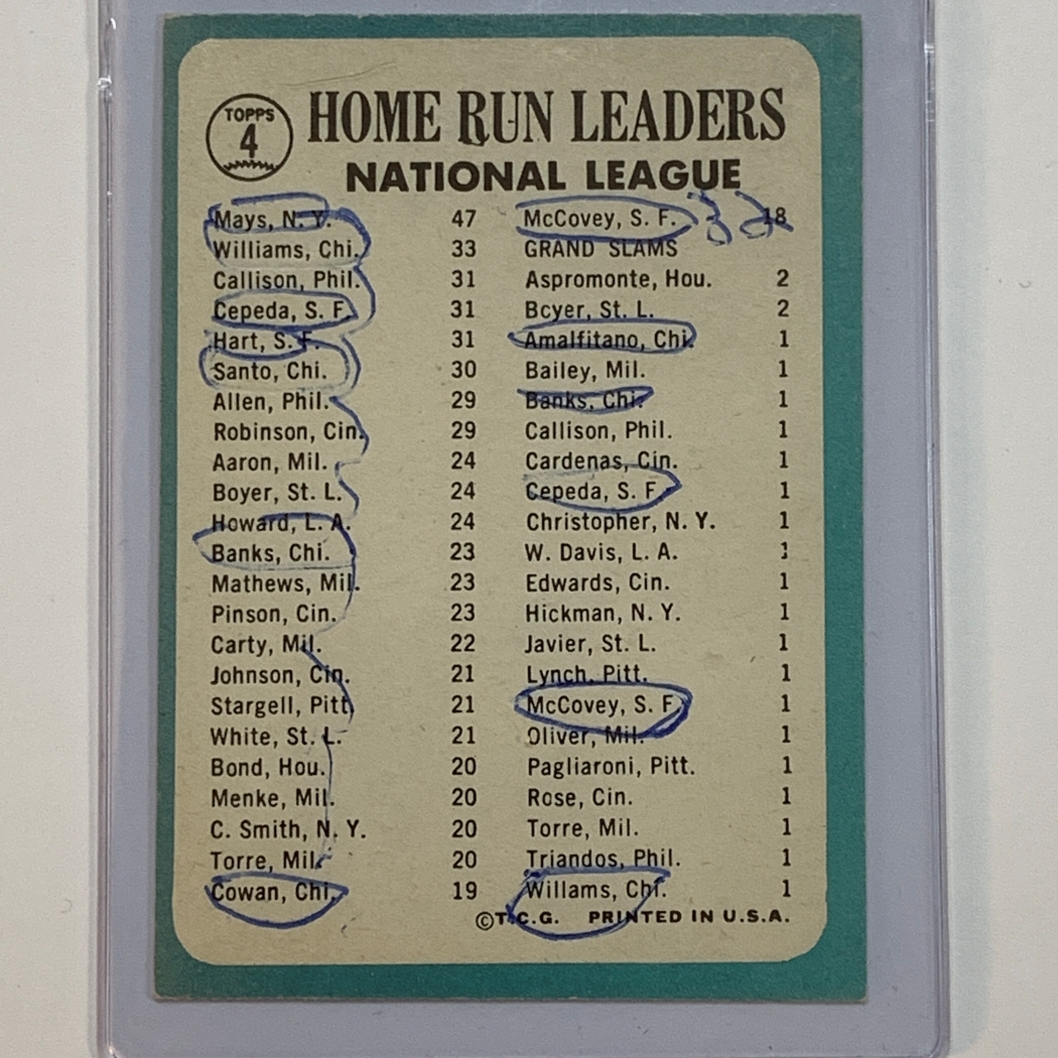 TOPPS
4
HOME RUN LEADERS
NATIONAL LEAGUE
Mays, N. Y. 47
Williams, Chi. 33
Callison, Phil. 31
Cepeda, S. F. 31
Hart, S. F. 31
Santo, Chi. 30
Allen, Phil. 29
Robinson, Cin. 29
Aaron, Mil. 24
Boyer, St. L. 24
Howard, L. A. 24
Banks, Chi. 23
Mathews, Mil. 23
Pinson, Cin. 23
Carty, Mil. 22
Johnson, Cin. 21
Stargell, Pitt. 21
White, St. L. 21
Bond, Hou. 20
Menke, Mil. 20
C. Smith, N. Y. 20
Torre, Mil. 20
Cowan, Chi. 19
McCovey, S. F. 32 18
GRAND SLAMS
Aspromonte, Hou. 2
Bcyer, St. L. 2
Amalfitano, Chi. 1
Bailey, Mil. 1
Banks, Chi. 1
Callison, Phil. 1
Cardenas, Cin. 1
Cepeda, S. F. 1
Christopher, N. Y. 1
W. Davis, L. A. 1
Edwards, Cin. 1
Hickman, N. Y. 1
Javier, St. L. 1
Lynch, Pitt. 1
McCovey, S. F. 1
Oliver, Mil. 1
Pagliaroni, Pitt. 1
Rose, Cin. 1
Torre, Mil. 1
Triandos, Phil. 1
Willams, Chi. 1
©T.C.G. PRINTED IN U.S.A.